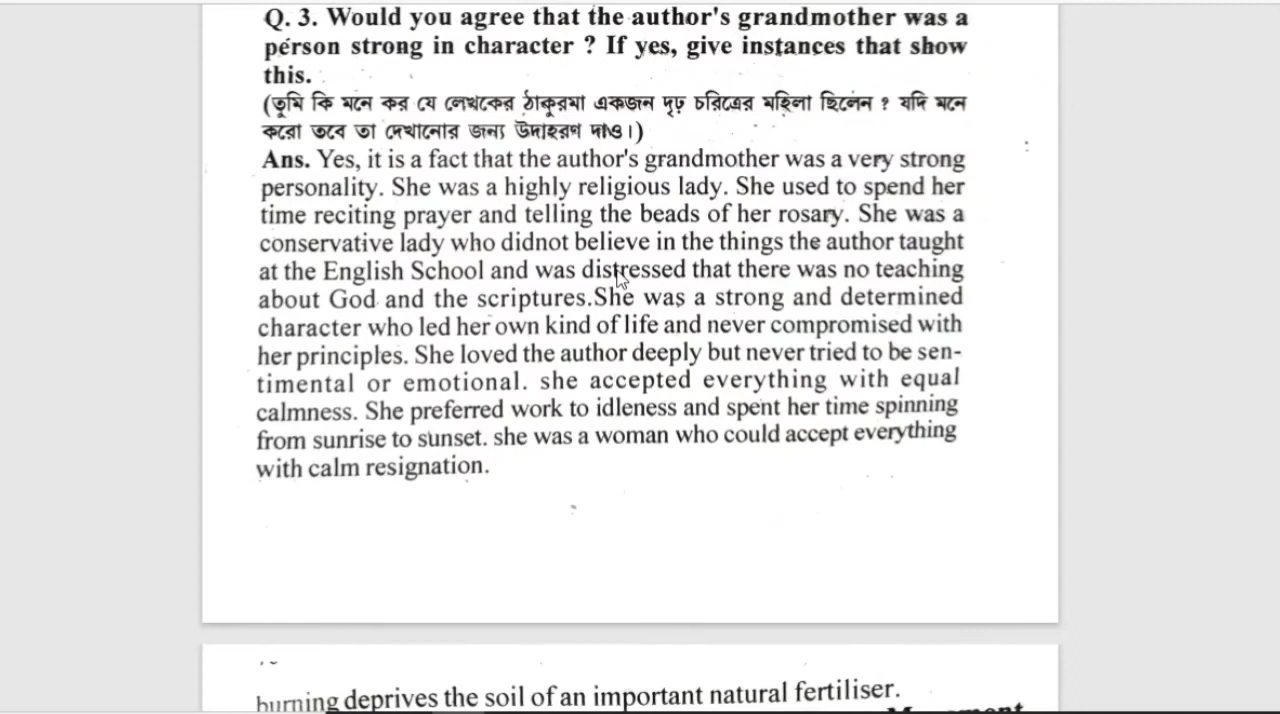 Q. 3. Would you agree that the author's grandmother was a
person strong in character ? If yes, give instances that show
this.
(তুমি কি মনে কর যে লেখকের ঠাকুরমা একজন দৃঢ় চরিত্রের মহিলা ছিলেন ? যদি মনে
করো তবে তা দেখানোর জন্য উদাহরণ দাও।)
Ans. Yes, it is a fact that the author's grandmother was a very strong
personality. She was a highly religious lady. She used to spend her
time reciting prayer and telling the beads of her rosary. She was a
conservative lady who didnot believe in the things the author taught
at the English School and was distressed that there was no teaching
about God and the scriptures.She was a strong and determined
character who led her own kind of life and never compromised with
her principles. She loved the author deeply but never tried to be sen-
timental or emotional. she accepted everything with equal
calmness. She preferred work to idleness and spent her time spinning
from sunrise to sunset. she was a woman who could accept everything
with calm resignation.
burning deprives the soil of an important natural fertiliser.